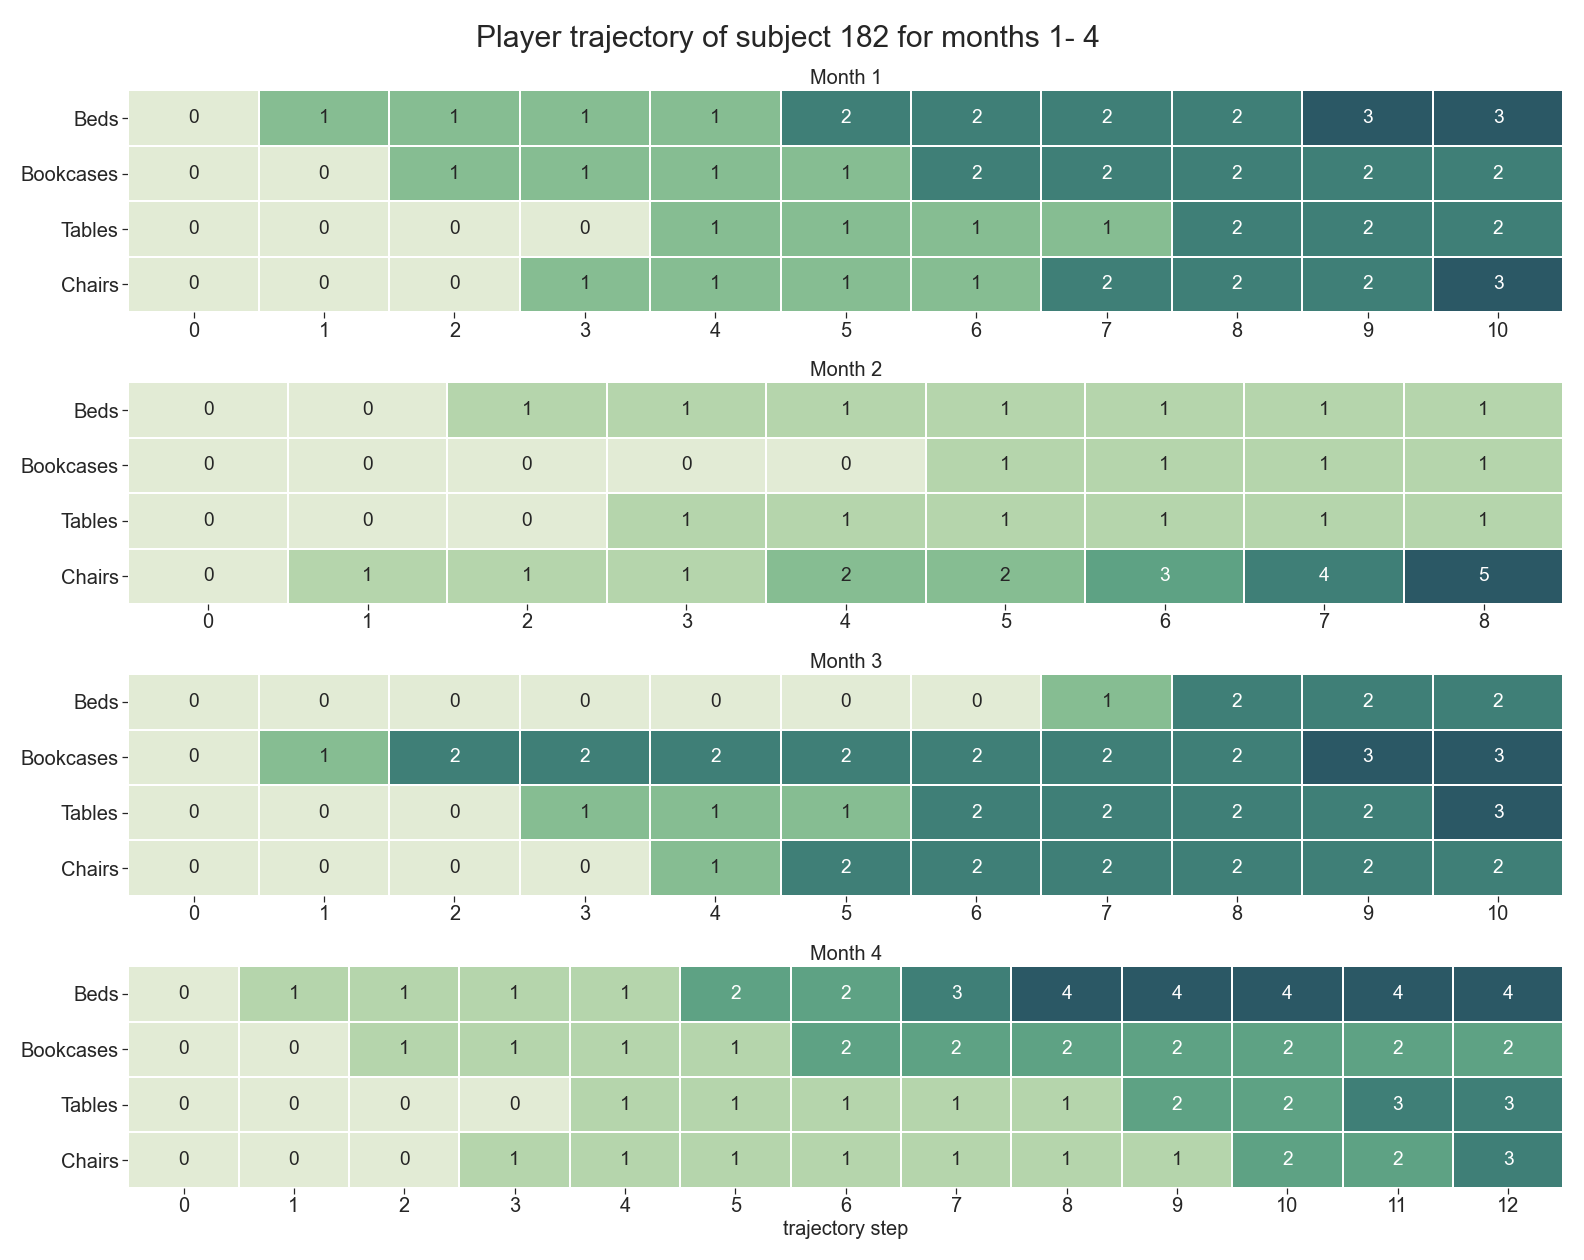 Player trajectory of subject 182 for months 1- 4
Month 1
Beds 0 1 1 1 1 2 2 2 2 3 3
Bookcases 0 0 1 1 1 1 2 2 2 2 2
Tables 0 0 0 0 1 1 1 1 2 2 2
Chairs 0 0 0 1 1 1 1 2 2 2 3
0 1 2 3 4 5 6 7 8 9 10
Month 2
Beds 0 0 1 1 1 1 1 1 1
Bookcases 0 0 0 0 0 1 1 1 1
Tables 0 0 0 1 1 1 1 1 1
Chairs 0 1 1 1 2 2 3 4 5
0 1 2 3 4 5 6 7 8
Month 3
Beds 0 0 0 0 0 0 0 1 2 2 2
Bookcases 0 1 2 2 2 2 2 2 2 3 3
Tables 0 0 0 1 1 1 2 2 2 2 3
Chairs 0 0 0 0 1 2 2 2 2 2 2
0 1 2 3 4 5 6 7 8 9 10
Month 4
Beds 0 1 1 1 1 2 2 3 4 4 4 4 4
Bookcases 0 0 1 1 1 1 2 2 2 2 2 2 2
Tables 0 0 0 0 1 1 1 1 1 2 2 3 3
Chairs 0 0 0 1 1 1 1 1 1 1 2 2 3
0 1 2 3 4 5 6 7 8 9 10 11 12
trajectory step